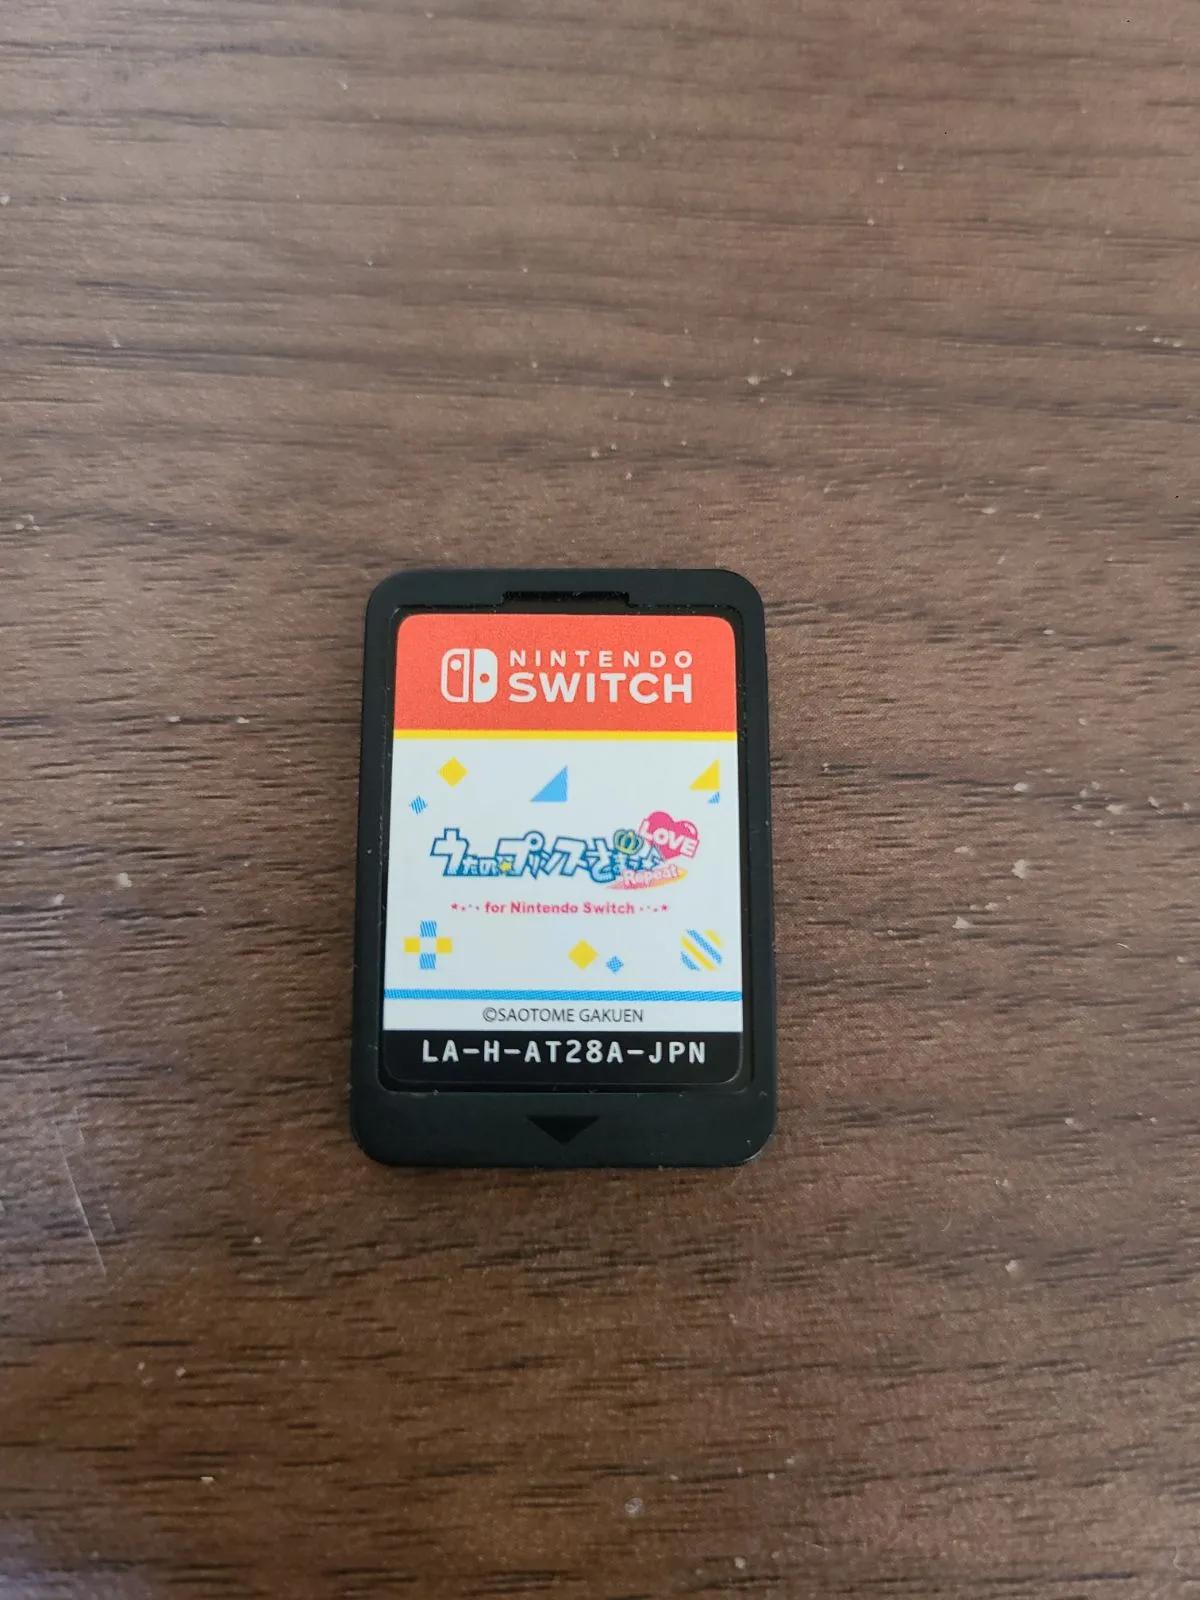 NINTENDO
SWITCH
うたの☆プリンスさまっ♪
LOVE
Repeat
for Nintendo Switch
©SAOTOME GAKUEN
LA-H-AT28A-JPN